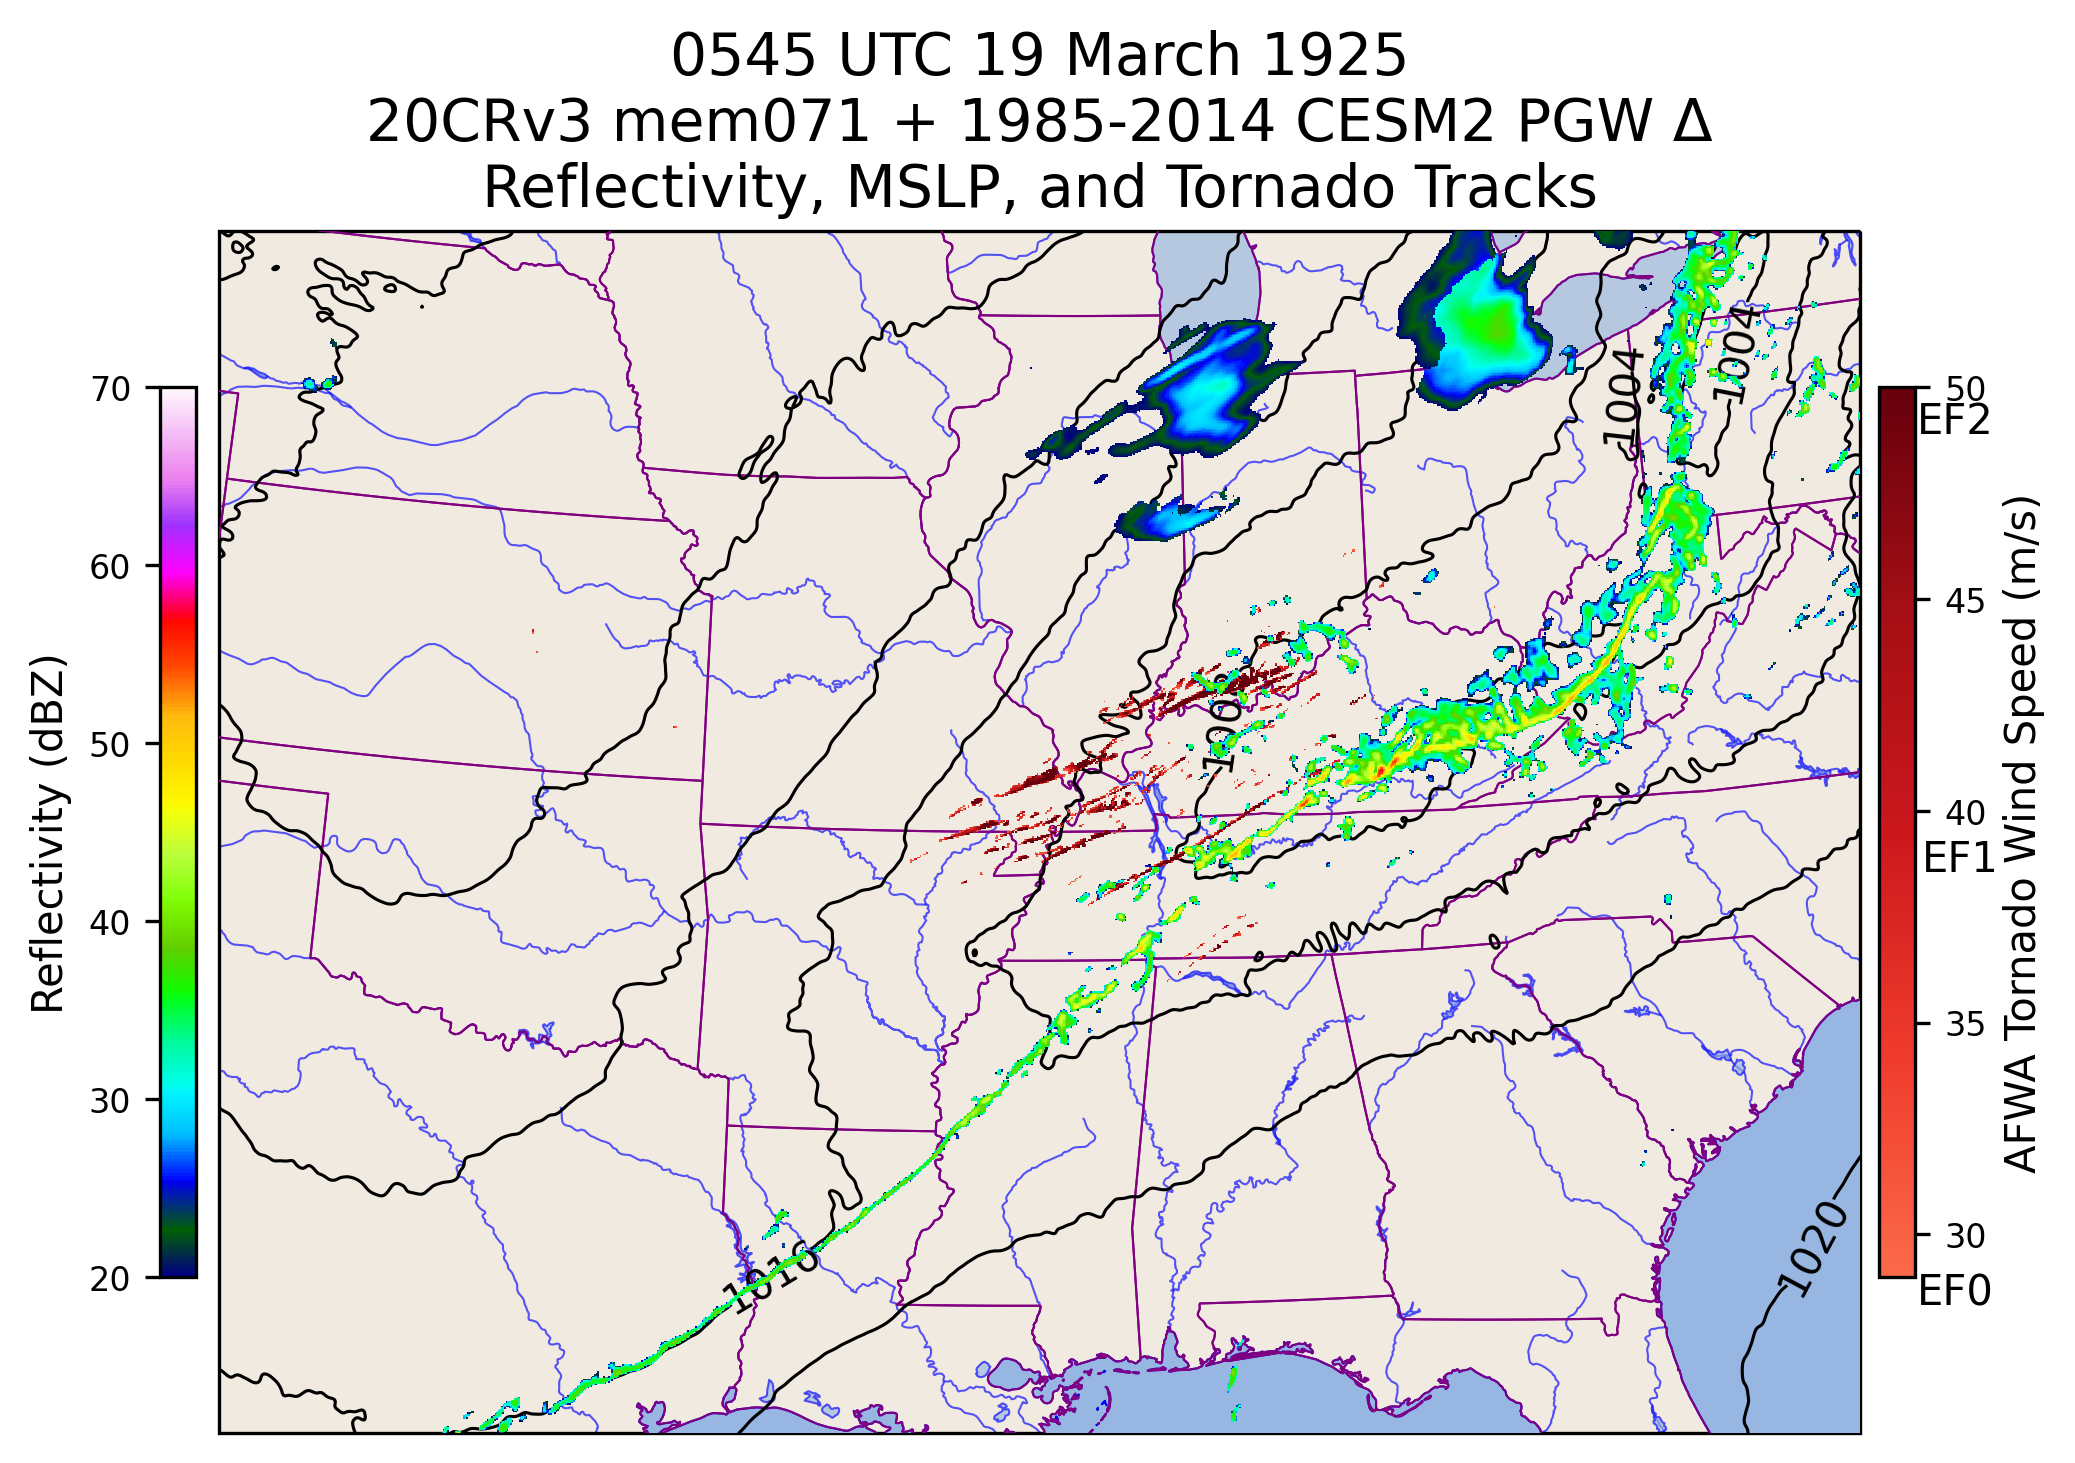 0545 UTC 19 March 1925
20CRv3 mem071 + 1985-2014 CESM2 PGW Δ
Reflectivity, MSLP, and Tornado Tracks
Reflectivity (dBZ)
70
60
50
40
30
20
1004
1004
1016
1020
50
EF2
45
40
EF1
35
30
EF0
AFWA Tornado Wind Speed (m/s)